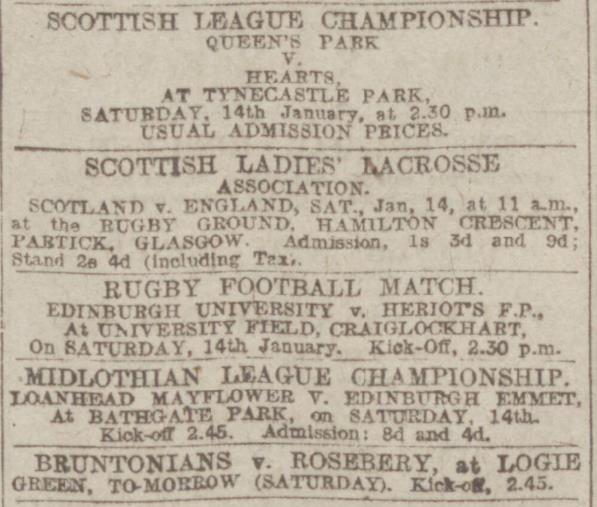 SCOTTISH LEAGUE CHAMPIONSHIP.
QUEEN'S PARK
V.
HEARTS,
AT TYNECASTLE PARK,
SATURDAY, 14th January, at 2.30 p.m.
USUAL ADMISSION PRICES.
SCOTTISH LADIES' LACROSSE
ASSOCIATION.
SCOTLAND v. ENGLAND, SAT., Jan, 14, at 11 a.m.,
at the RUGBY GROUND, HAMILTON CRESCENT,
PARTICK, GLASGOW. Admission, 1s 3d and 9d;
Stand 2s 4d (including Tax).
RUGBY FOOTBALL MATCH.
EDINBURGH UNIVERSITY v. HERIOT'S F.P.,
At UNIVERSITY FIELD, CRAIGLOCKHART,
On SATURDAY, 14th January. Kick-Off, 2.30 p.m.
MIDLOTHIAN LEAGUE CHAMPIONSHIP.
LOANHEAD MAYFLOWER V. EDINBURGH EMMET,
At BATHGATE PARK, on SATURDAY, 14th.
Kick-off 2.45. Admission: 8d and 4d.
BRUNTONIANS v. ROSEBERY, at LOGIE
GREEN, TO-MORROW (SATURDAY). Kick-off, 2.45.